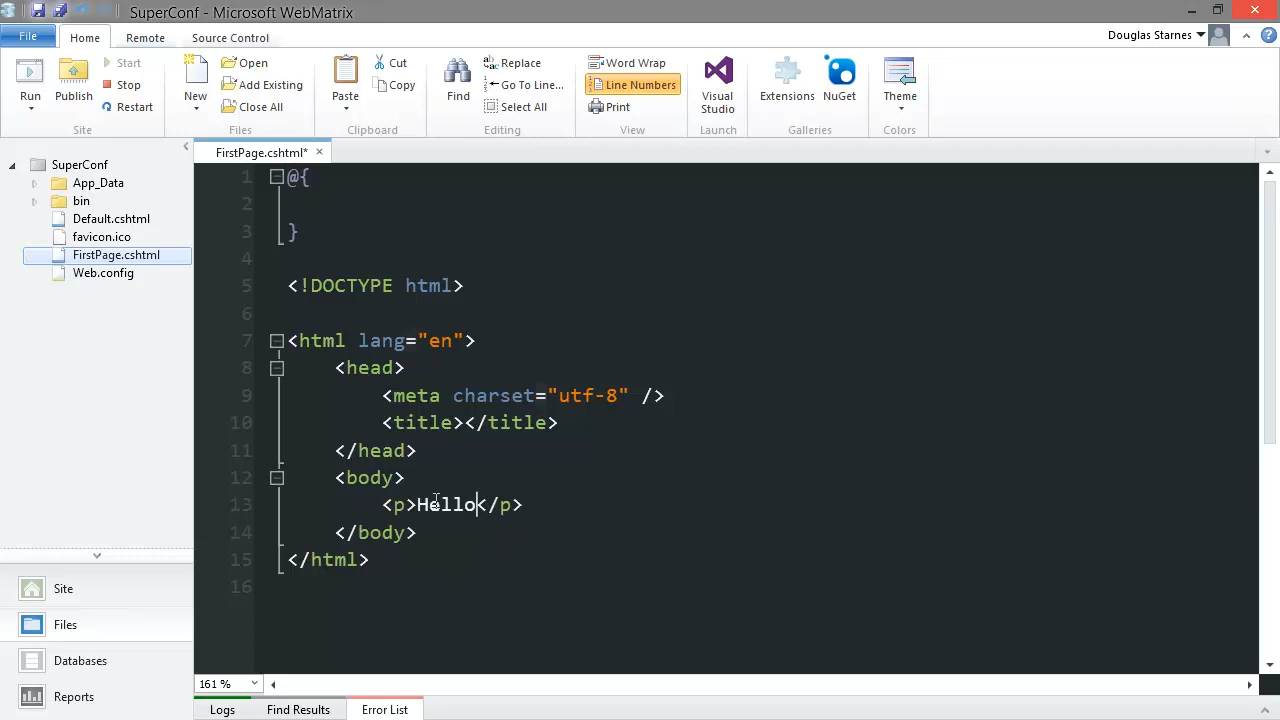 SuperConf - Microsoft WebMatrix
File Home Remote Source Control Douglas Starnes
Run Publish Start Stop Restart Site
New Open Add Existing Close All Files
Paste Cut Copy Clipboard
Find Replace Go To Line... Select All Editing
Word Wrap Line Numbers Print View
Visual Studio Launch
Extensions NuGet Galleries
Theme Colors
SuperConf
App_Data
bin
Default.cshtml
favicon.ico
FirstPage.cshtml
Web.config
Site
Files
Databases
Reports
FirstPage.cshtml*
1 @{
2
3 }
4
5 <!DOCTYPE html>
6
7 <html lang="en">
8 <head>
9 <meta charset="utf-8" />
10 <title></title>
11 </head>
12 <body>
13 <p>Hello</p>
14 </body>
15 </html>
16
161 %
Logs Find Results Error List